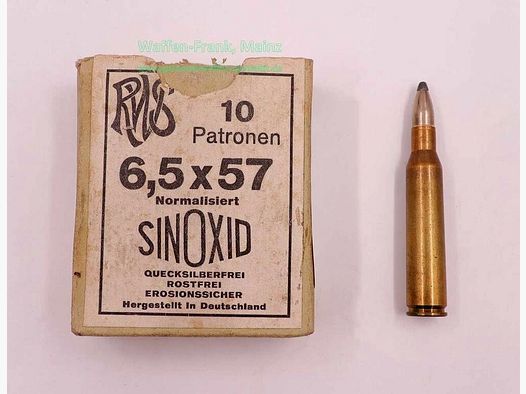 Waffen-Frank, Mainz
RWS
10
Patronen
6,5x57
Normalisiert
SINOXID
QUECKSILBERFREI
ROSTFREI
EROSIONSSICHER
Hergestellt in Deutschland